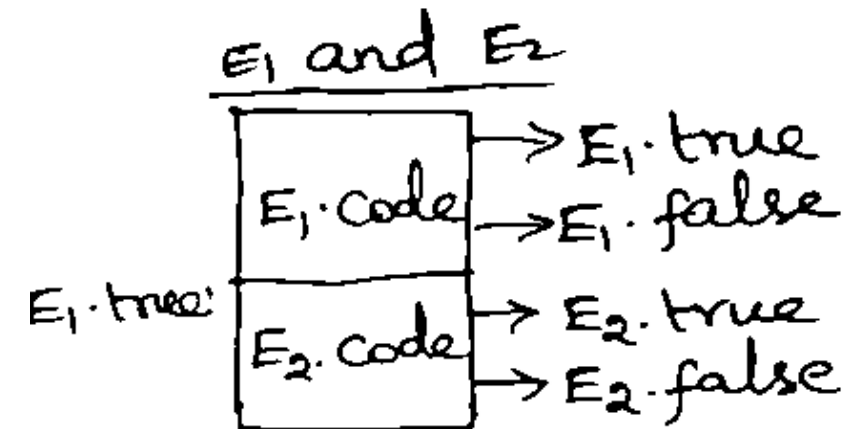 E₁ and E₂
→ E₁.true
E₁.code
→ E₁.false
E₁.true:
→ E₂.true
E₂.code
→ E₂.false